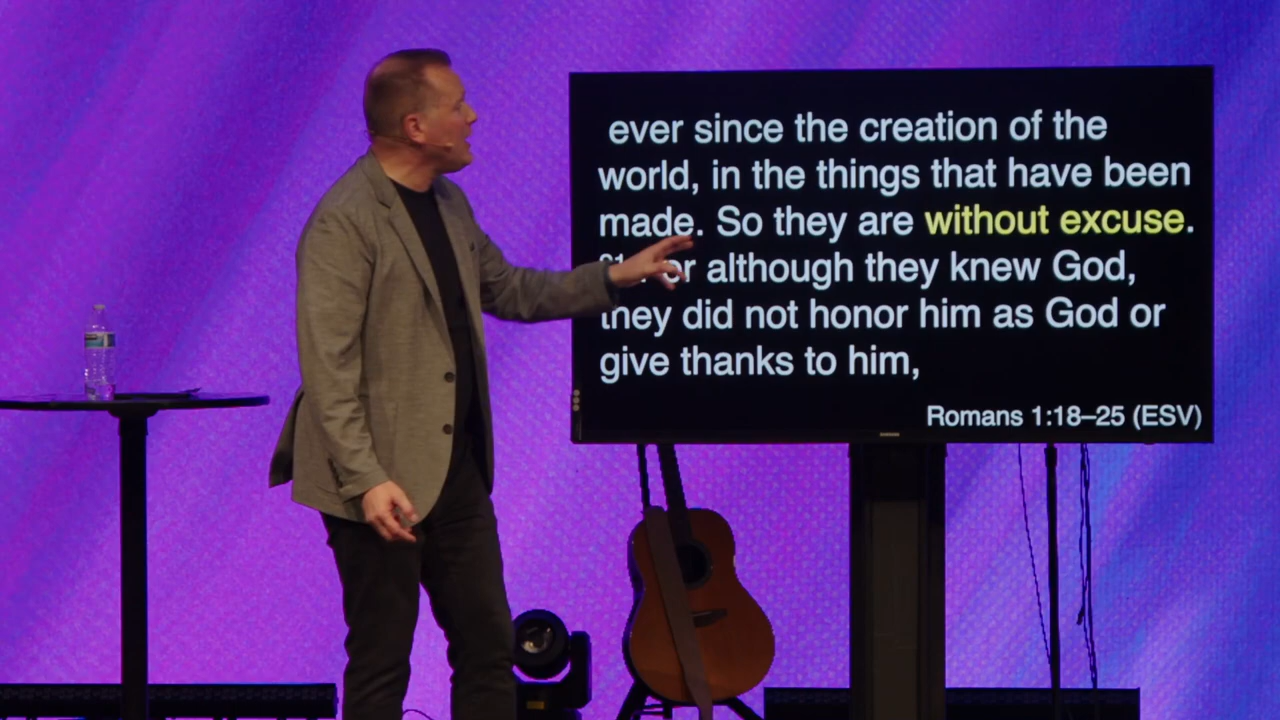 ever since the creation of the
world, in the things that have been
made. So they are without excuse.
although they knew God,
they did not honor him as God or
give thanks to him,
Romans 1:18–25 (ESV)
SAMSUNG